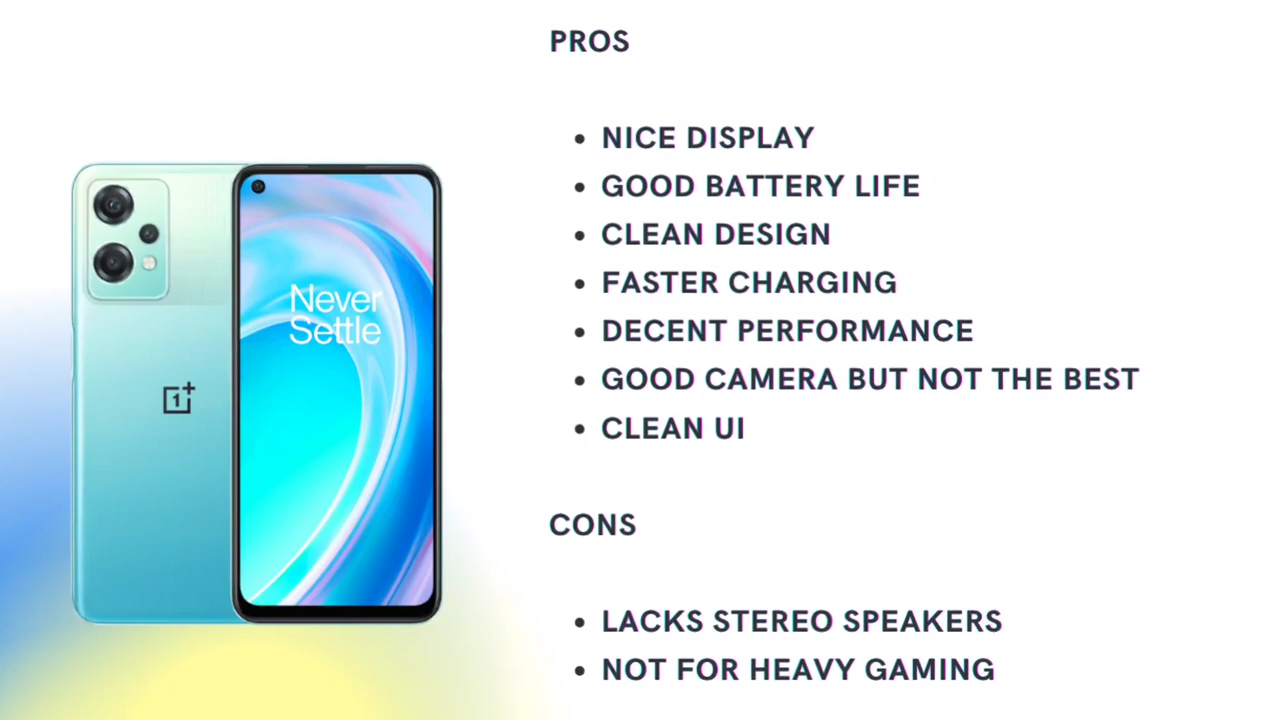 PROS
NICE DISPLAY
GOOD BATTERY LIFE
CLEAN DESIGN
FASTER CHARGING
DECENT PERFORMANCE
GOOD CAMERA BUT NOT THE BEST
CLEAN UI
CONS
LACKS STEREO SPEAKERS
NOT FOR HEAVY GAMING
Never
Settle
1+